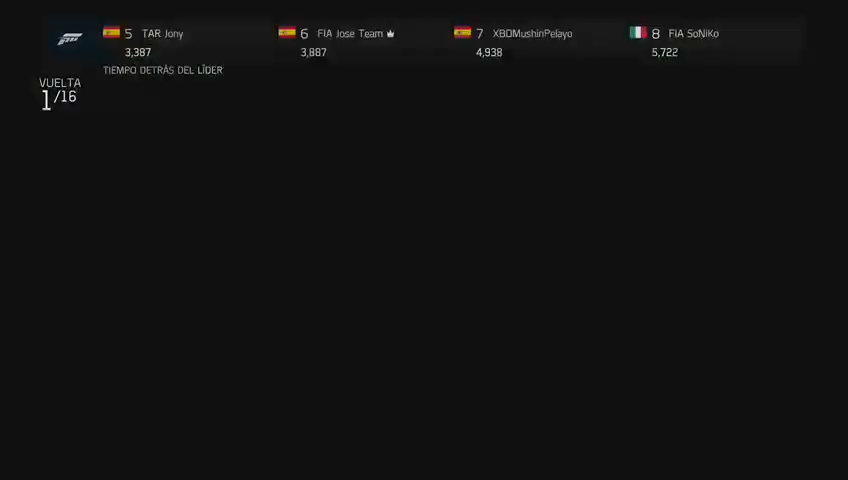 5 TAR Jony 6 FIA Jose Team 7 XBOMushinPelayo 8 FIA SoNiKo
3,387 3,887 4,938 5,722
TIEMPO DETRÁS DEL LÍDER
VUELTA
1/16